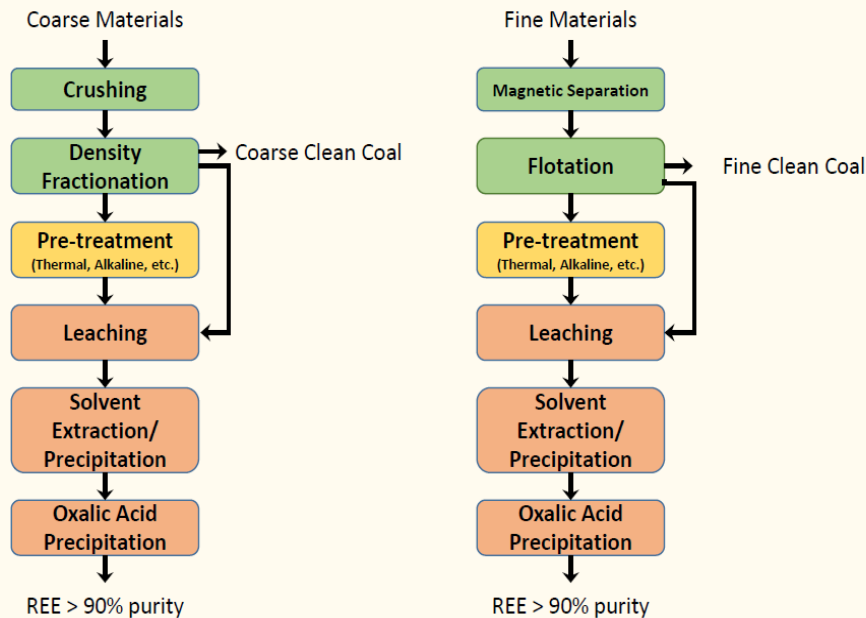 Coarse Materials
Crushing
Density
Fractionation
Coarse Clean Coal
Pre-treatment
(Thermal, Alkaline, etc.)
Leaching
Solvent
Extraction/
Precipitation
Oxalic Acid
Precipitation
REE > 90% purity
Fine Materials
Magnetic Separation
Flotation
Fine Clean Coal
Pre-treatment
(Thermal, Alkaline, etc.)
Leaching
Solvent
Extraction/
Precipitation
Oxalic Acid
Precipitation
REE > 90% purity